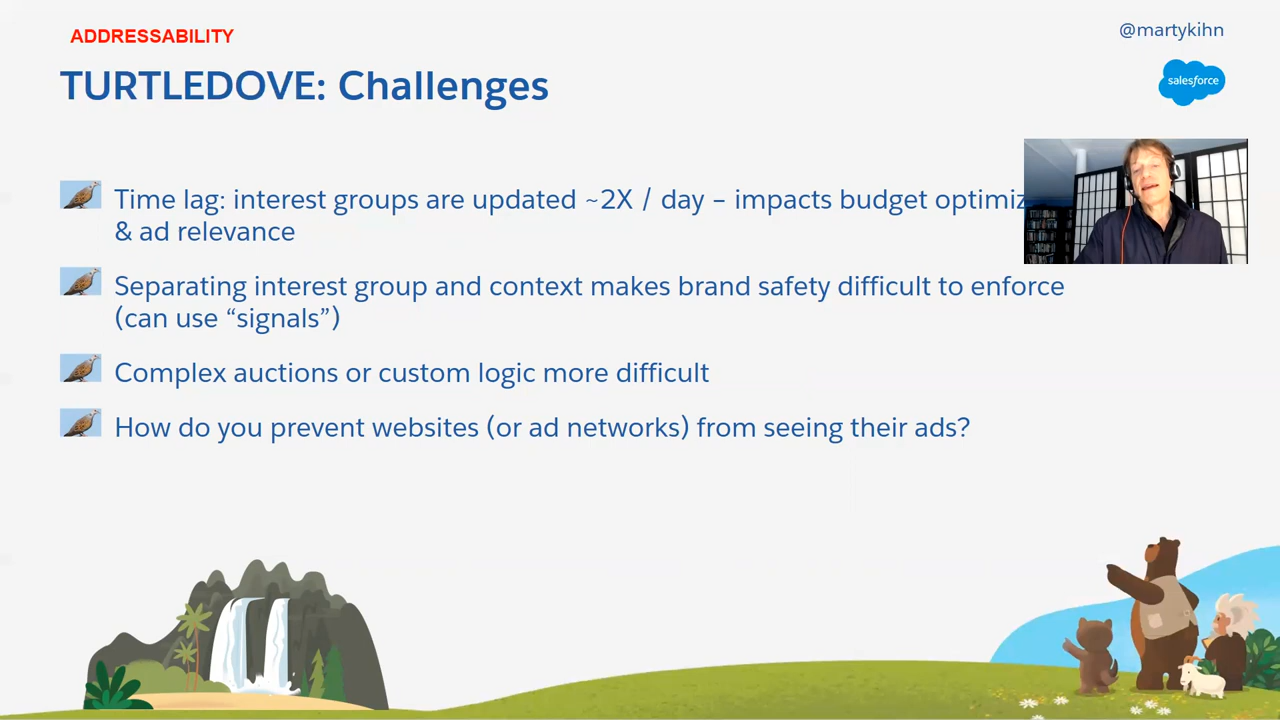 ADDRESSABILITY
@martykihn
TURTLEDOVE: Challenges
salesforce
Time lag: interest groups are updated ~2X / day – impacts budget
& ad relevance
Separating interest group and context makes brand safety difficult to enforce
(can use “signals”)
Complex auctions or custom logic more difficult
How do you prevent websites (or ad networks) from seeing their ads?